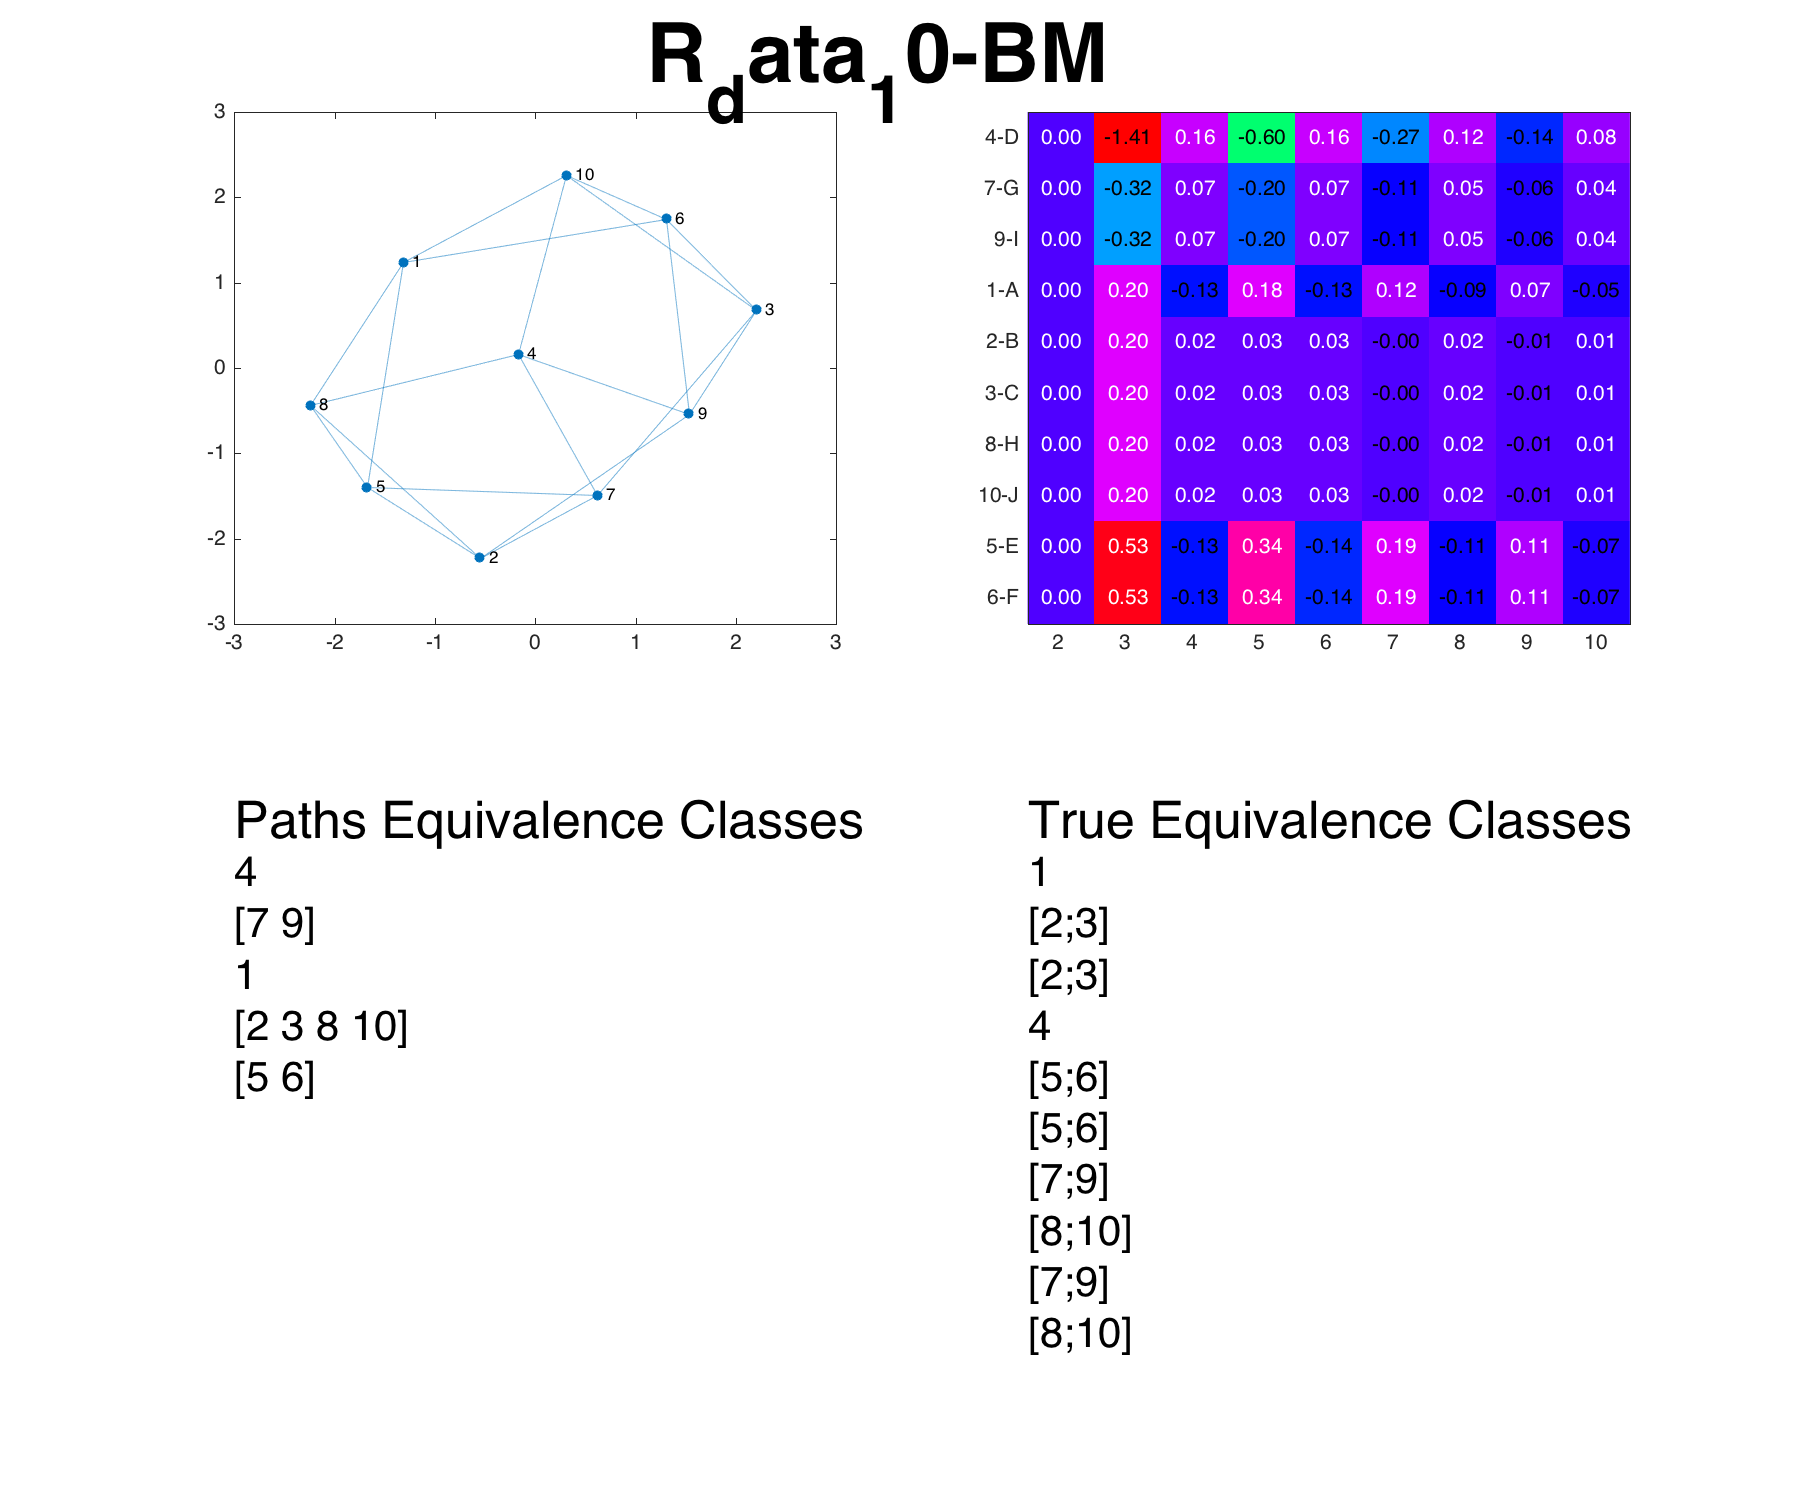 R_data_10-BM
3
2
1
0
-1
-2
-3
-3 -2 -1 0 1 2 3
10
6
1
3
4
8
9
5
7
2
4-D 0.00 -1.41 0.16 -0.60 0.16 -0.27 0.12 -0.14 0.08
7-G 0.00 -0.32 0.07 -0.20 0.07 -0.11 0.05 -0.06 0.04
9-I 0.00 -0.32 0.07 -0.20 0.07 -0.11 0.05 -0.06 0.04
1-A 0.00 0.20 -0.13 0.18 -0.13 0.12 -0.09 0.07 -0.05
2-B 0.00 0.20 0.02 0.03 0.03 -0.00 0.02 -0.01 0.01
3-C 0.00 0.20 0.02 0.03 0.03 -0.00 0.02 -0.01 0.01
8-H 0.00 0.20 0.02 0.03 0.03 -0.00 0.02 -0.01 0.01
10-J 0.00 0.20 0.02 0.03 0.03 -0.00 0.02 -0.01 0.01
5-E 0.00 0.53 -0.13 0.34 -0.14 0.19 -0.11 0.11 -0.07
6-F 0.00 0.53 -0.13 0.34 -0.14 0.19 -0.11 0.11 -0.07
2 3 4 5 6 7 8 9 10
Paths Equivalence Classes
4
[7 9]
1
[2 3 8 10]
[5 6]
True Equivalence Classes
1
[2;3]
[2;3]
4
[5;6]
[5;6]
[7;9]
[8;10]
[7;9]
[8;10]